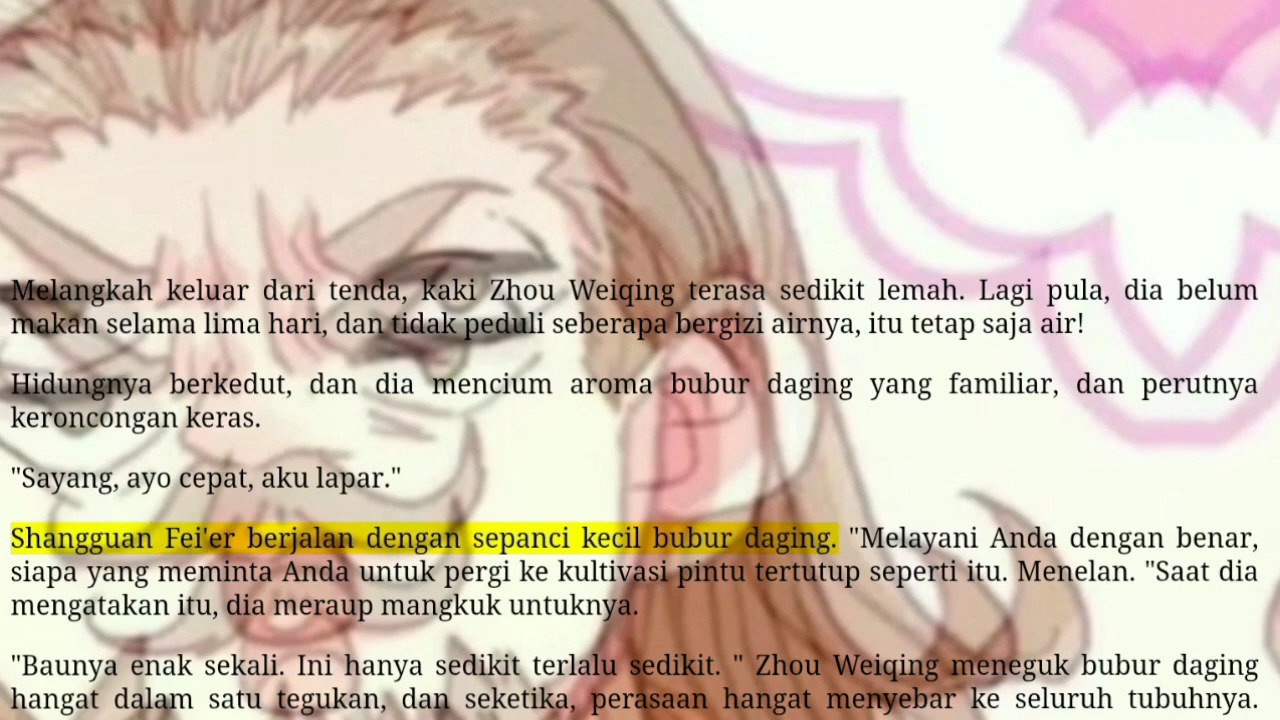 Melangkah keluar dari tenda, kaki Zhou Weiqing terasa sedikit lemah. Lagi pula, dia belum
makan selama lima hari, dan tidak peduli seberapa bergizi airnya, itu tetap saja air!
Hidungnya berkedut, dan dia mencium aroma bubur daging yang familiar, dan perutnya
keroncongan keras.
"Sayang, ayo cepat, aku lapar."
Shangguan Fei'er berjalan dengan sepanci kecil bubur daging. "Melayani Anda dengan benar,
siapa yang meminta Anda untuk pergi ke kultivasi pintu tertutup seperti itu. Menelan. "Saat dia
mengatakan itu, dia meraup mangkuk untuknya.
"Baunya enak sekali. Ini hanya sedikit terlalu sedikit. " Zhou Weiqing meneguk bubur daging
hangat dalam satu tegukan, dan seketika, perasaan hangat menyebar ke seluruh tubuhnya.